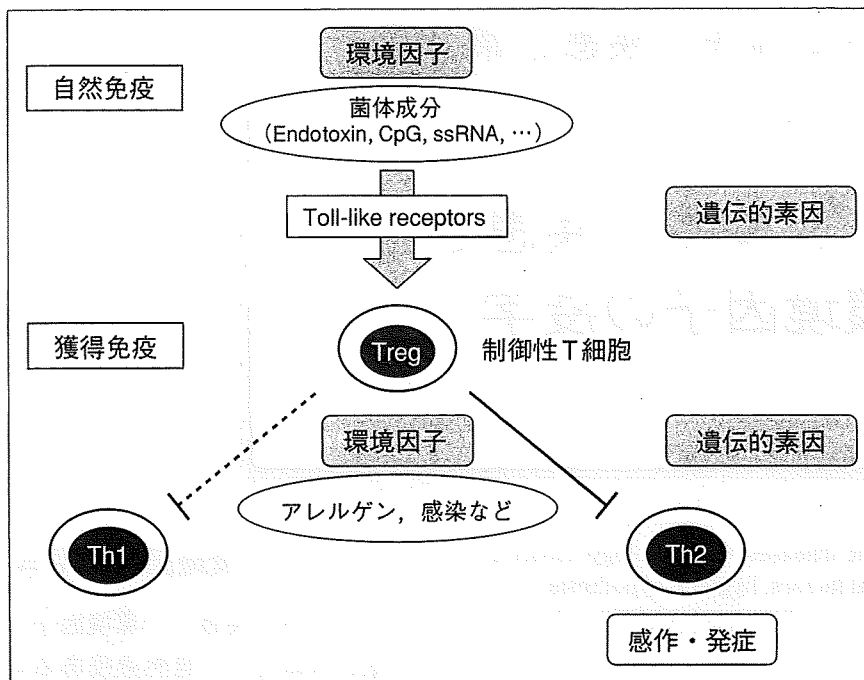 環境因子
自然免疫
菌体成分
(Endotoxin, CpG, ssRNA, …)
Toll-like receptors
遺伝的素因
獲得免疫
Treg
制御性T細胞
環境因子
遺伝的素因
アレルゲン,感染など
Th1
Th2
感作・発症